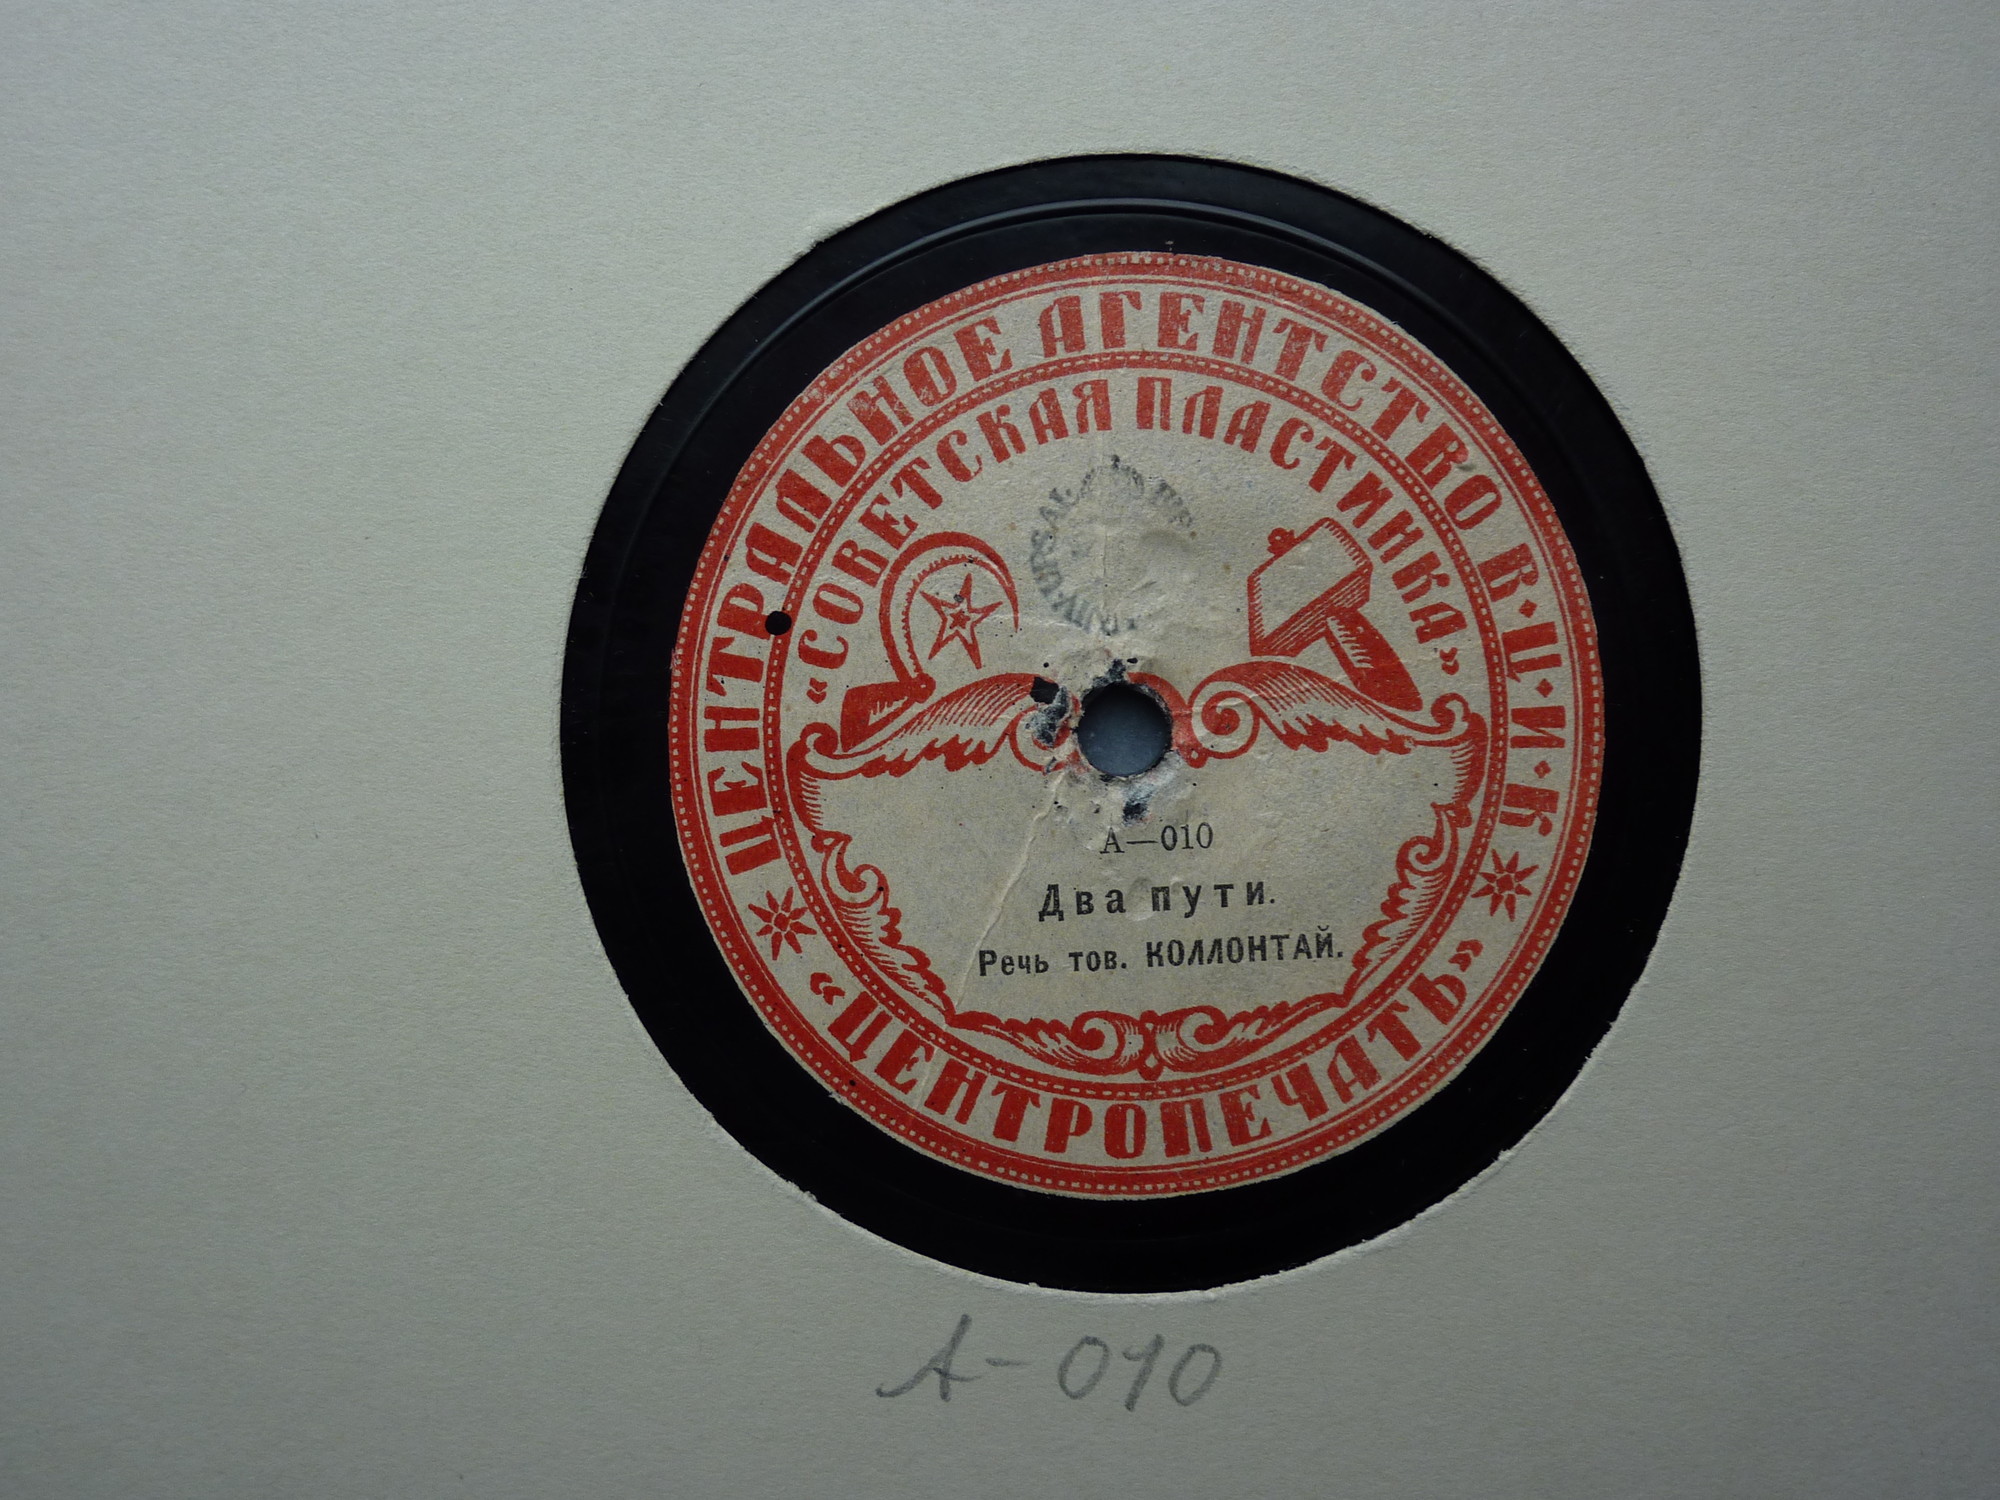 ЦЕНТРАЛЬНОЕ АГЕНТСТВО В·Ц·И·К
«СОВЕТСКАЯ ПЛАСТИНКА»
А—010
Два пути.
Речь тов. КОЛЛОНТАЙ.
«ЦЕНТРОПЕЧАТЬ»
А-010